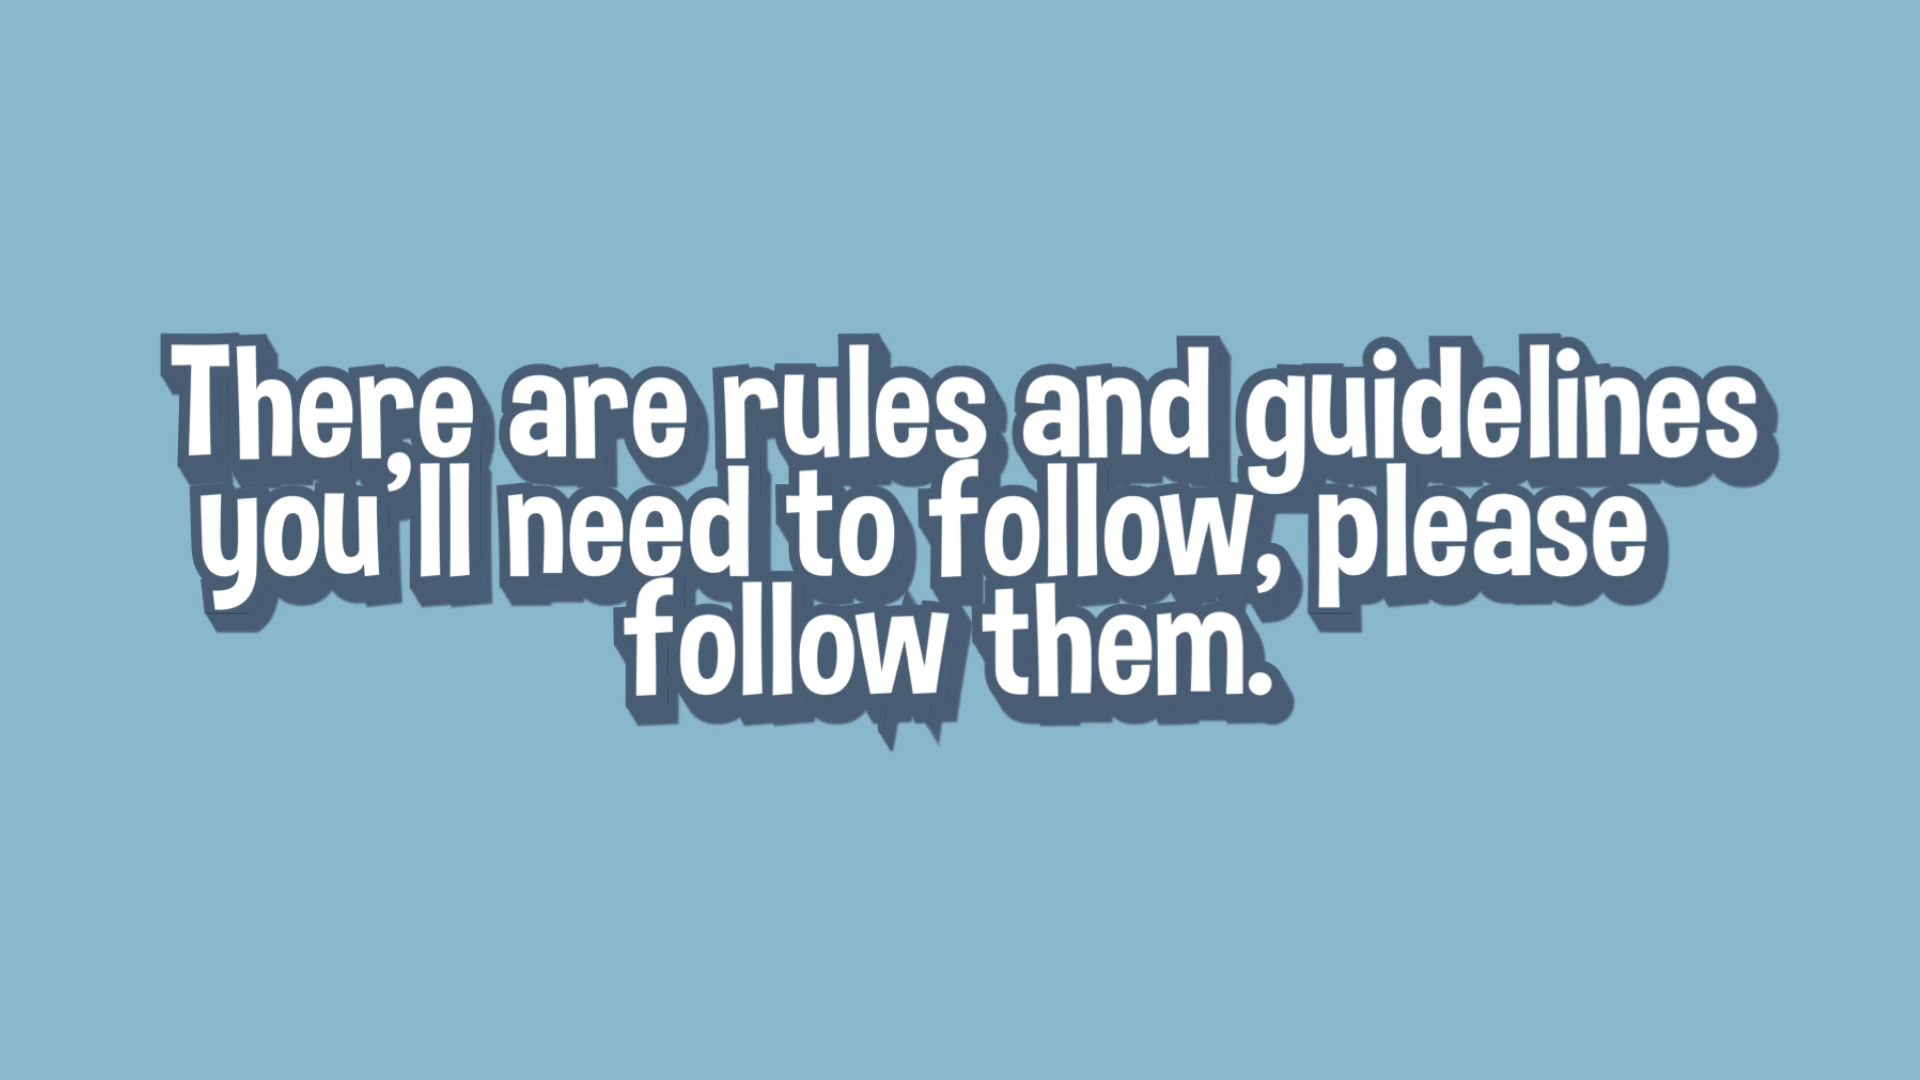 There are rules and guidelines
you’ll need to follow, please
follow them.